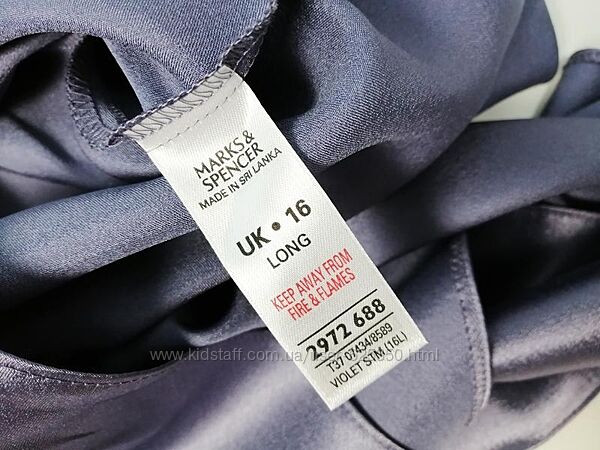 MARKS &
SPENCER
MADE IN SRI LANKA
UK • 16
LONG
KEEP AWAY FROM
FIRE & FLAMES
2972 688
T37 07434/8589
VIOLET STM (16L)
www.kidstaff.com.ua